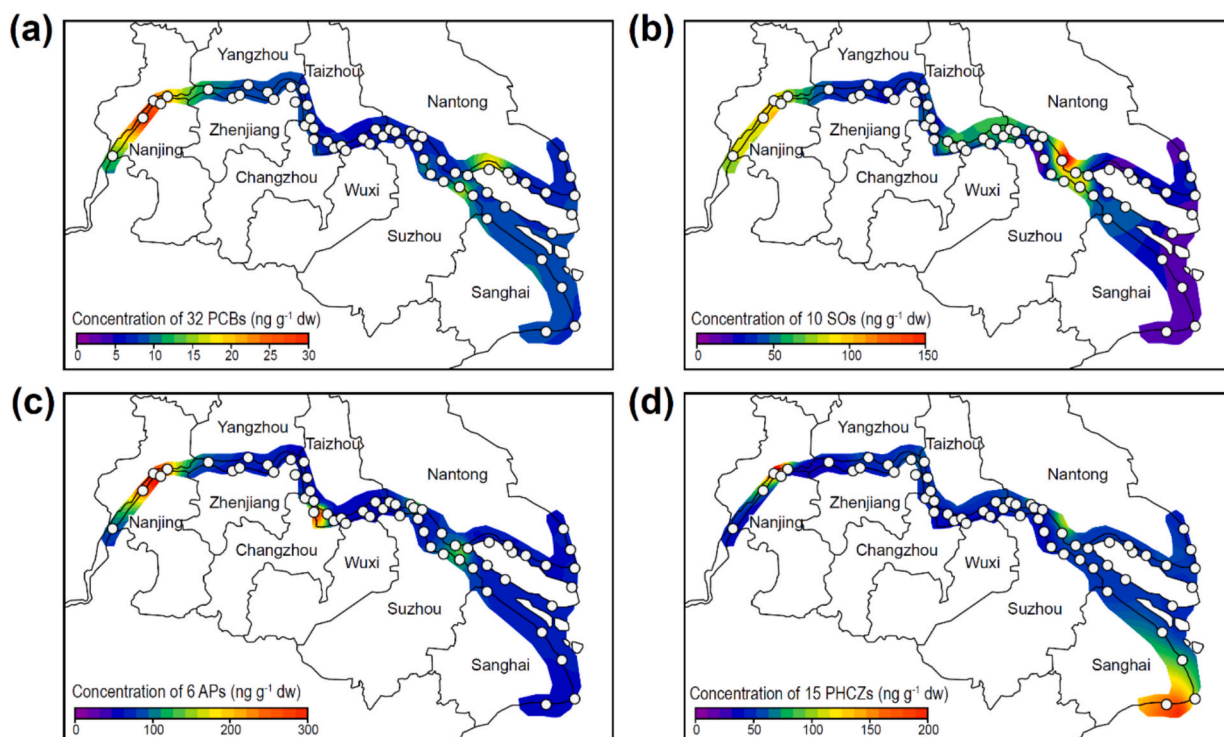 (a)
Yangzhou
Taizhou
Nantong
Zhenjiang
Nanjing
Changzhou
Wuxi
Suzhou
Sanghai
Concentration of 32 PCBs (ng g⁻¹ dw)
0 5 10 15 20 25 30
(b)
Yangzhou
Taizhou
Nantong
Zhenjiang
Nanjing
Changzhou
Wuxi
Suzhou
Sanghai
Concentration of 10 SOs (ng g⁻¹ dw)
0 50 100 150
(c)
Yangzhou
Taizhou
Nantong
Zhenjiang
Nanjing
Changzhou
Wuxi
Suzhou
Sanghai
Concentration of 6 APs (ng g⁻¹ dw)
0 100 200 300
(d)
Yangzhou
Taizhou
Nantong
Zhenjiang
Nanjing
Changzhou
Wuxi
Suzhou
Sanghai
Concentration of 15 PHCZs (ng g⁻¹ dw)
0 50 100 150 200